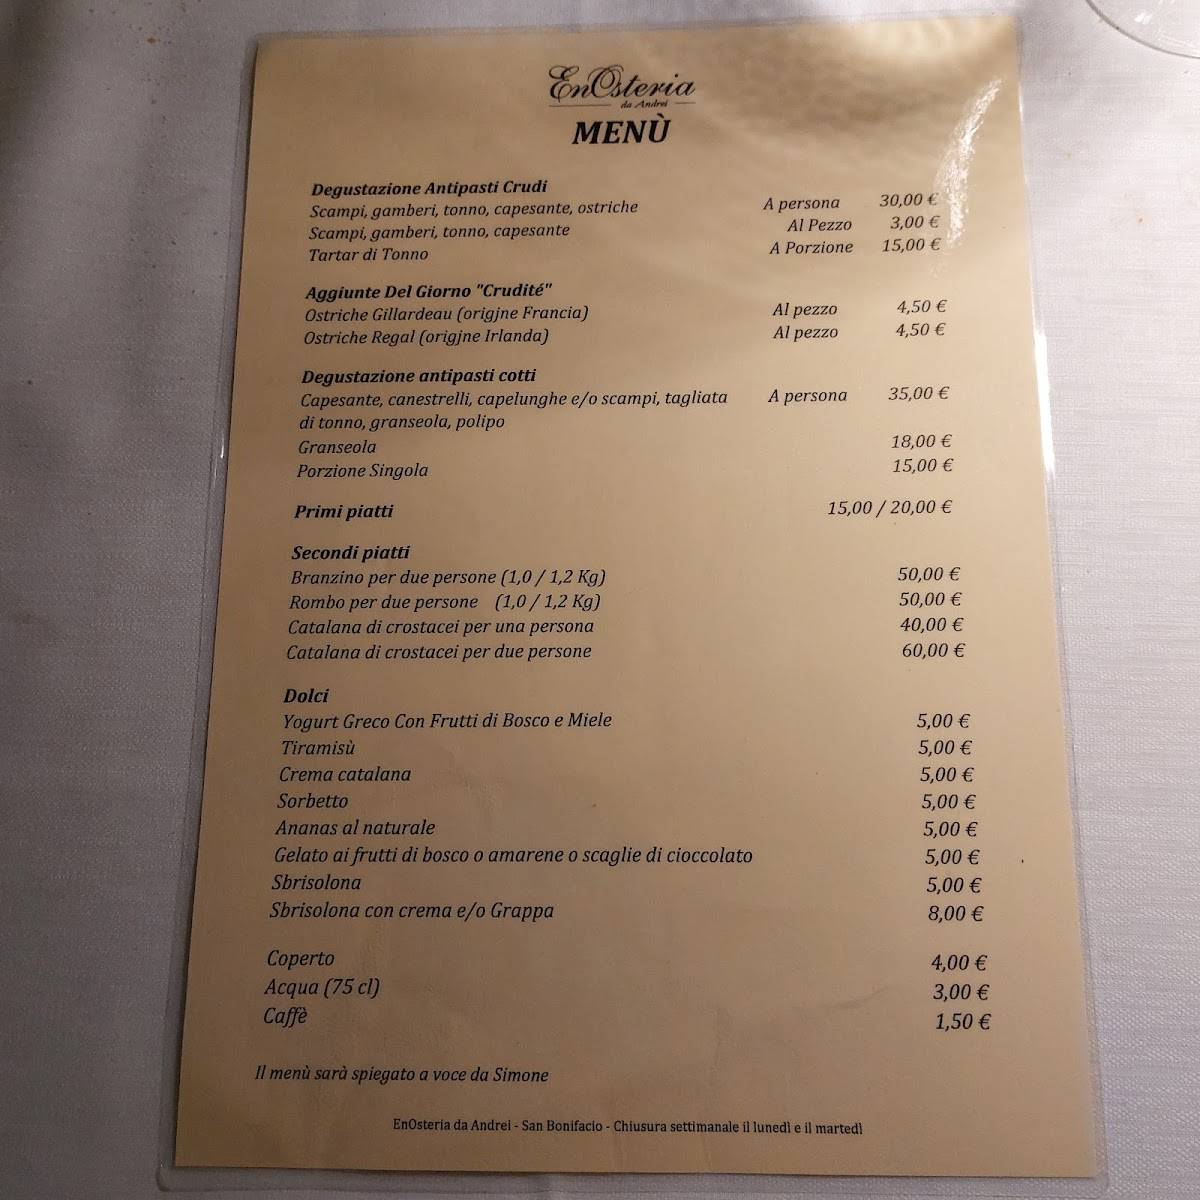 EnOsteria
da Andrei
MENÙ
Degustazione Antipasti Crudi
Scampi, gamberi, tonno, capesante, ostriche A persona 30,00 €
Scampi, gamberi, tonno, capesante Al Pezzo 3,00 €
Tartar di Tonno A Porzione 15,00 €
Aggiunte Del Giorno "Crudité"
Ostriche Gillardeau (origjne Francia) Al pezzo 4,50 €
Ostriche Regal (origjne Irlanda) Al pezzo 4,50 €
Degustazione antipasti cotti
Capesante, canestrelli, capelunghe e/o scampi, tagliata A persona 35,00 €
di tonno, granseola, polipo
Granseola 18,00 €
Porzione Singola 15,00 €
Primi piatti 15,00 / 20,00 €
Secondi piatti
Branzino per due persone (1,0 / 1,2 Kg) 50,00 €
Rombo per due persone (1,0 / 1,2 Kg) 50,00 €
Catalana di crostacei per una persona 40,00 €
Catalana di crostacei per due persone 60,00 €
Dolci
Yogurt Greco Con Frutti di Bosco e Miele 5,00 €
Tiramisù 5,00 €
Crema catalana 5,00 €
Sorbetto 5,00 €
Ananas al naturale 5,00 €
Gelato ai frutti di bosco o amarene o scaglie di cioccolato 5,00 €
Sbrisolona 5,00 €
Sbrisolona con crema e/o Grappa 8,00 €
Coperto 4,00 €
Acqua (75 cl) 3,00 €
Caffè 1,50 €
Il menù sarà spiegato a voce da Simone
EnOsteria da Andrei - San Bonifacio - Chiusura settimanale il lunedì e il martedì